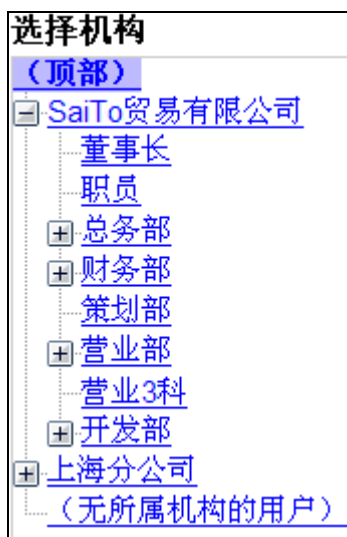 选择机构
（顶部）
SaiTo贸易有限公司
董事长
职员
总务部
财务部
策划部
营业部
营业3科
开发部
上海分公司
（无所属机构的用户）